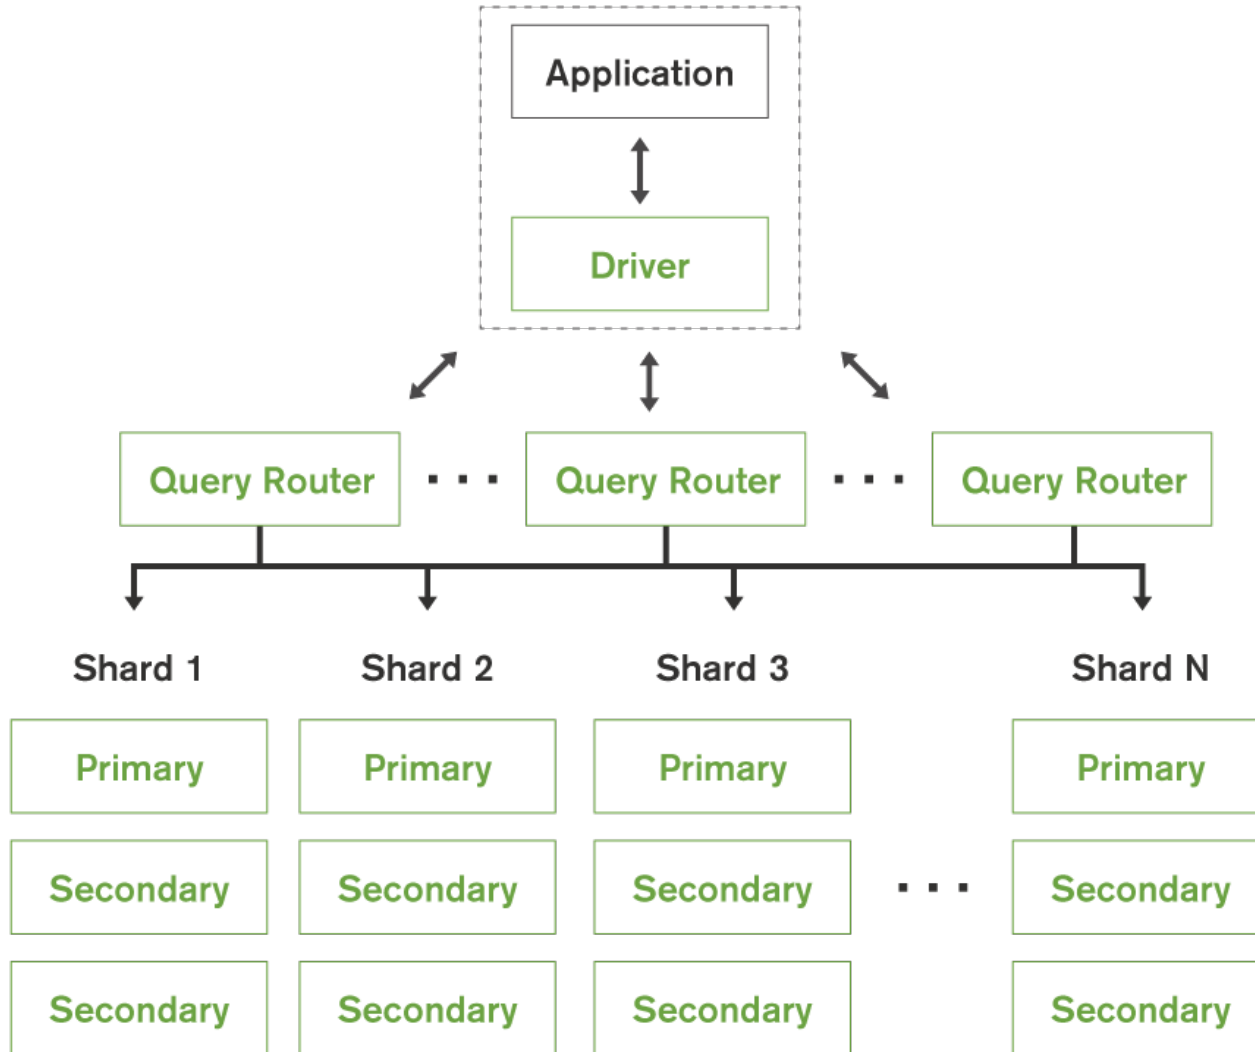 Application
Driver
Query Router ... Query Router ... Query Router
Shard 1 Shard 2 Shard 3 Shard N
Primary Primary Primary Primary
Secondary Secondary Secondary ... Secondary
Secondary Secondary Secondary Secondary